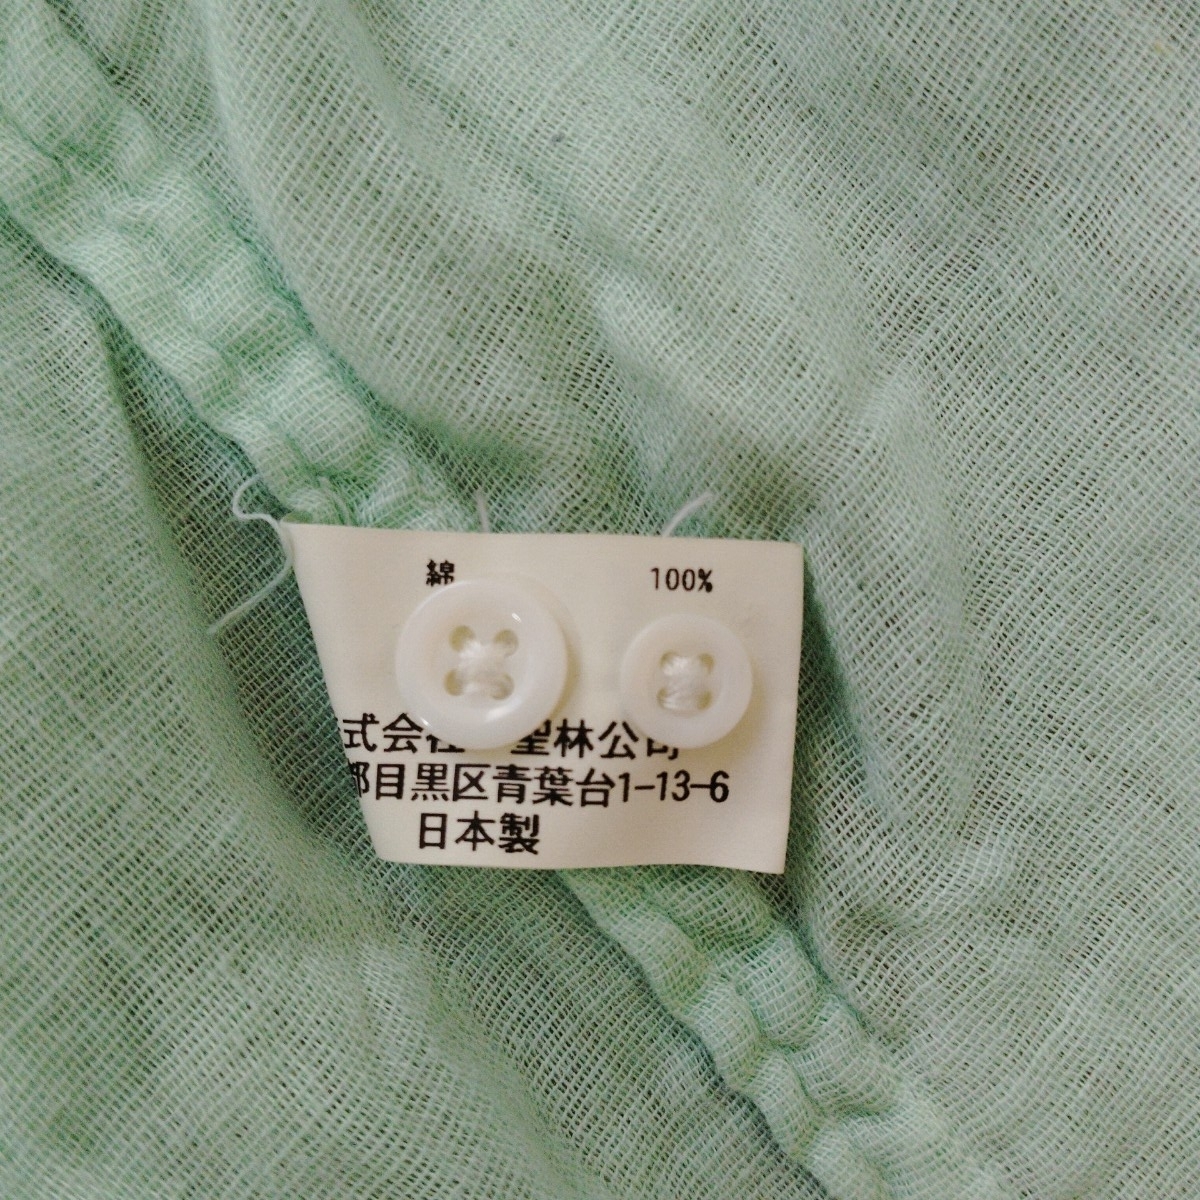 綿 100%
式会社 聖林公司
都目黒区青葉台1-13-6
日本製